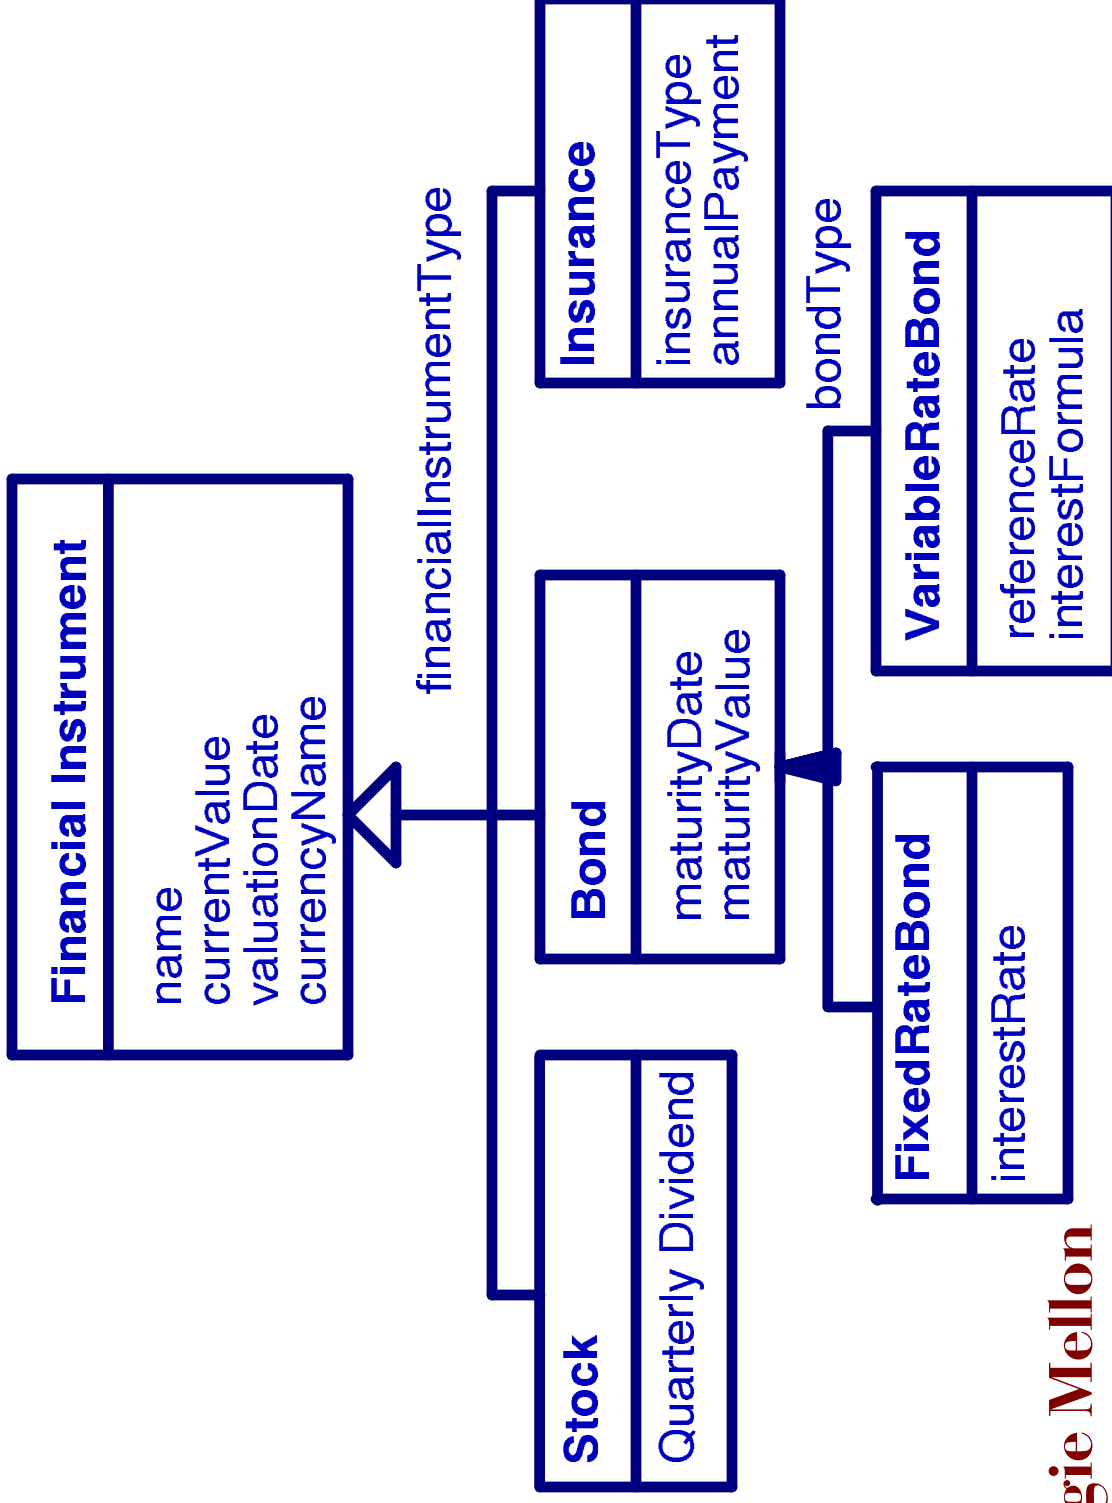 Financial Instrument
name
currentValue
valuationDate
currencyName
financialInstrumentType
Stock
Quarterly Dividend
Bond
maturityDate
maturityValue
Insurance
insuranceType
annualPayment
bondType
FixedRateBond
interestRate
VariableRateBond
referenceRate
interestFormula
gie Mellon